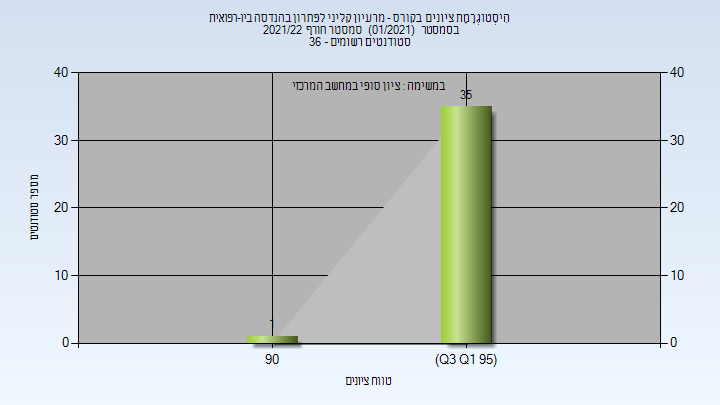 הִיסְטוֹגְרָמַת ציונים בקורס - מרעיון קליני לפתרון בהנדסה ביו-רפואית
בסמסטר (01/2021) סמסטר חורף 2021/22
סטודנטים רשומים - 36
במשימה : ציון סופי במחשב המרכזי
40 40
35
30 30
מספר סטודנטים
20 20
10 10
1
0 0
90 (Q3 Q1 95)
טווח ציונים